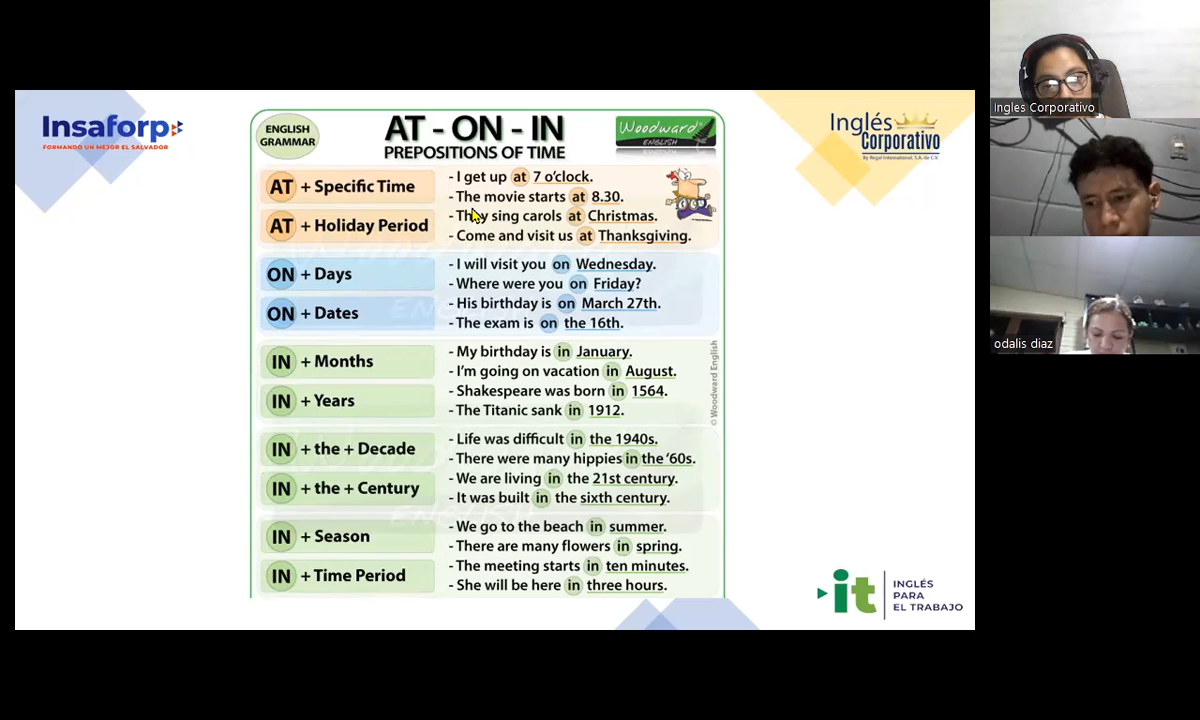 Insaforp
FORMANDO UN MEJOR EL SALVADOR
ENGLISH
GRAMMAR
AT - ON - IN
PREPOSITIONS OF TIME
Woodward
ENGLISH
Inglés
Corporativo
By Regal International, S.A. de C.V.
AT + Specific Time
- I get up at 7 o'clock.
- The movie starts at 8.30.
AT + Holiday Period
- They sing carols at Christmas.
- Come and visit us at Thanksgiving.
ON + Days
- I will visit you on Wednesday.
- Where were you on Friday?
ON + Dates
- His birthday is on March 27th.
- The exam is on the 16th.
IN + Months
- My birthday is in January.
- I'm going on vacation in August.
IN + Years
- Shakespeare was born in 1564.
- The Titanic sank in 1912.
IN + the + Decade
- Life was difficult in the 1940s.
- There were many hippies in the '60s.
IN + the + Century
- We are living in the 21st century.
- It was built in the sixth century.
IN + Season
- We go to the beach in summer.
- There are many flowers in spring.
IN + Time Period
- The meeting starts in ten minutes.
- She will be here in three hours.
© Woodward English
it
INGLÉS
PARA
EL TRABAJO
Ingles Corporativo
odalis diaz